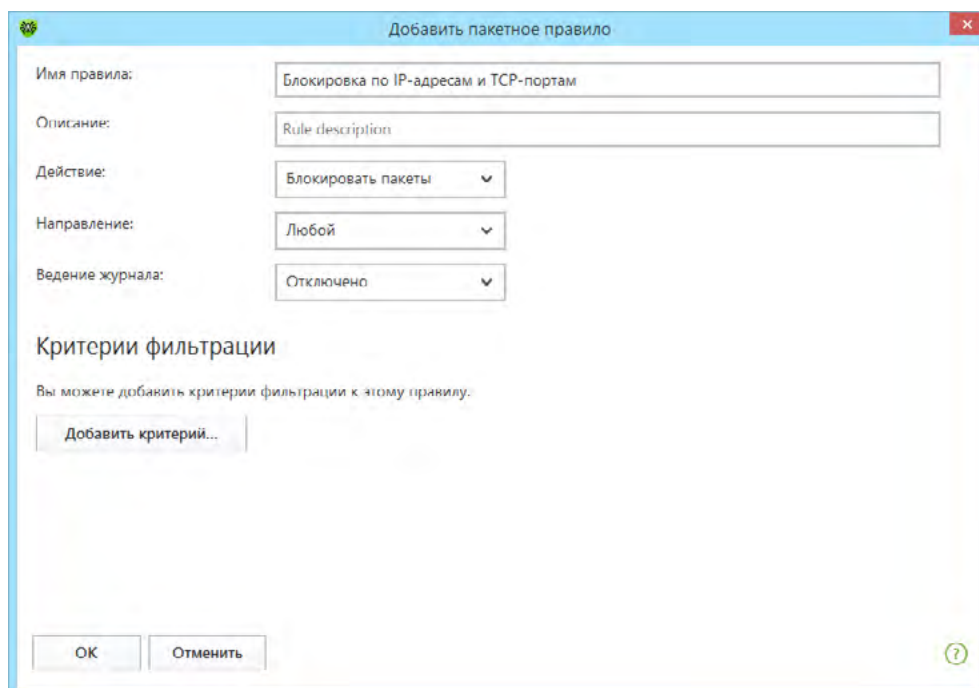 Добавить пакетное правило
Имя правила: Блокировка по IP-адресам и TCP-портам
Описание: Rule description
Действие: Блокировать пакеты
Направление: Любой
Ведение журнала: Отключено
Критерии фильтрации
Вы можете добавить критерии фильтрации к этому правилу.
Добавить критерий...
ОК Отменить
?